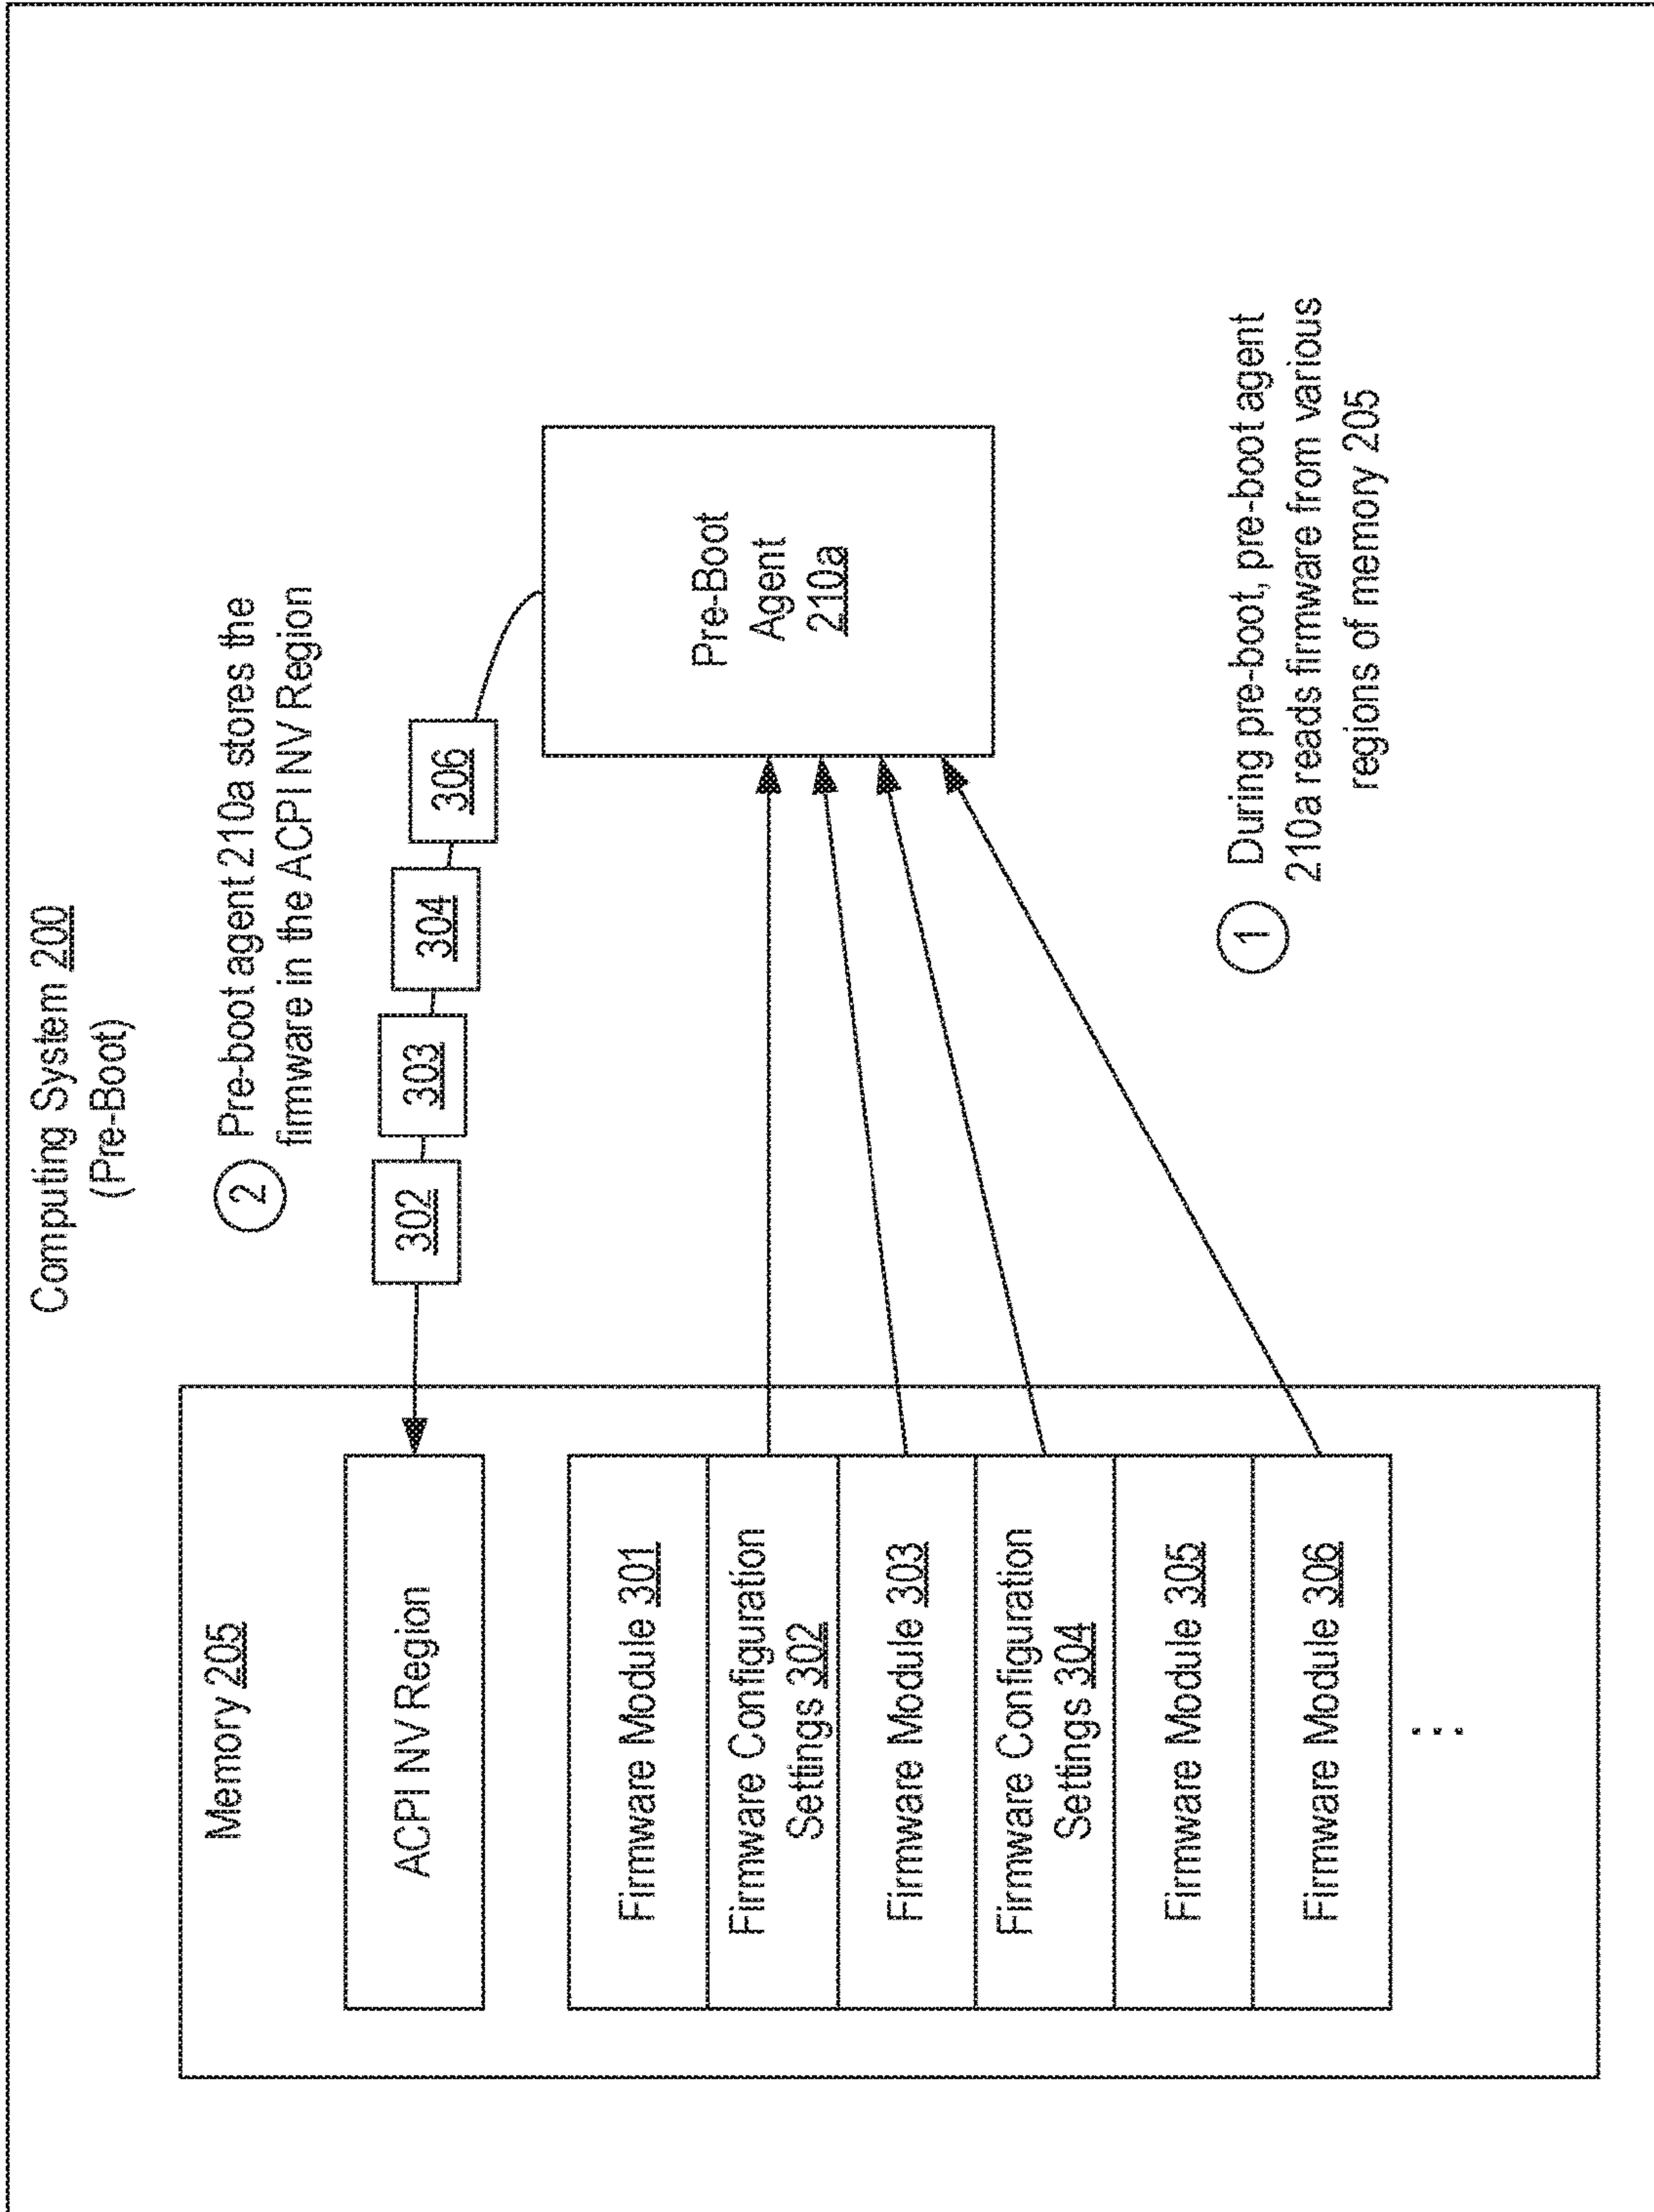 Computing System 200
(Pre-Boot)
Memory 205
ACPI NV Region
Firmware Module 301
Firmware Configuration
Settings 302
Firmware Module 303
Firmware Configuration
Settings 304
Firmware Module 305
Firmware Module 306
...
302
303
304
306
2
Pre-boot agent 210a stores the
firmware in the ACPI NV Region
Pre-Boot
Agent
210a
1
During pre-boot, pre-boot agent
210a reads firmware from various
regions of memory 205